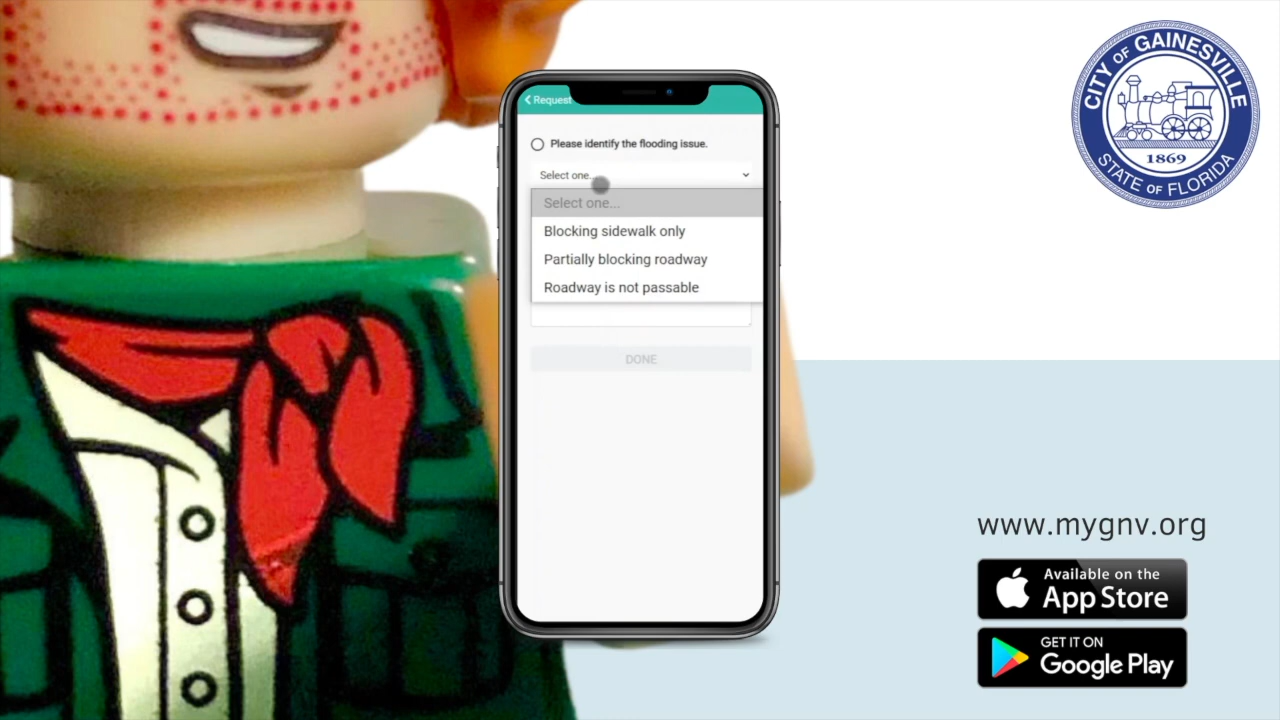 Request
Please identify the flooding issue.
Select one...
Select one...
Blocking sidewalk only
Partially blocking roadway
Roadway is not passable
DONE
CITY OF GAINESVILLE
1869
STATE OF FLORIDA
www.mygnv.org
Available on the
App Store
GET IT ON
Google Play